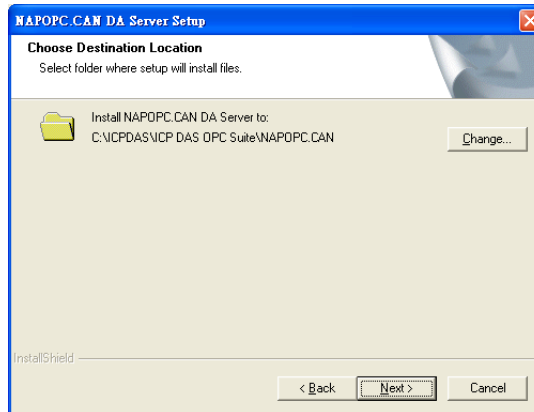 NAPOPC.CAN DA Server Setup
Choose Destination Location
Select folder where setup will install files.
Install NAPOPC.CAN DA Server to:
C:\ICPDAS\ICP DAS OPC Suite\NAPOPC.CAN
Change...
InstallShield
< Back
Next >
Cancel